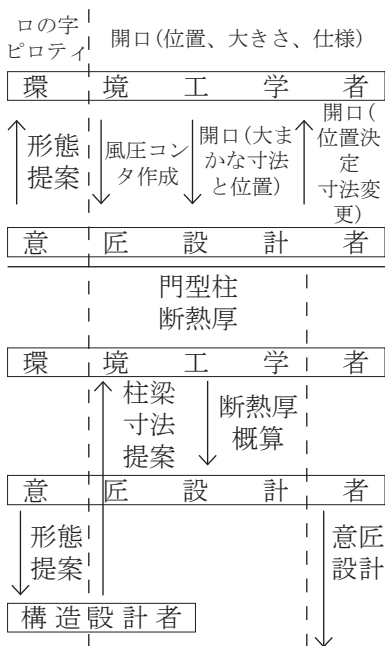 ロの字
ピロティ
開口(位置、大きさ、仕様)
環境工学者
形態
提案
風圧コン
タ作成
開口(大ま
かな寸法
と位置)
開口(
位置決
定
寸法変
更)
意匠設計者
門型柱
断熱厚
環境工学者
柱梁
寸法
提案
断熱厚
概算
意匠設計者
形態
提案
意匠
設計
構造設計者